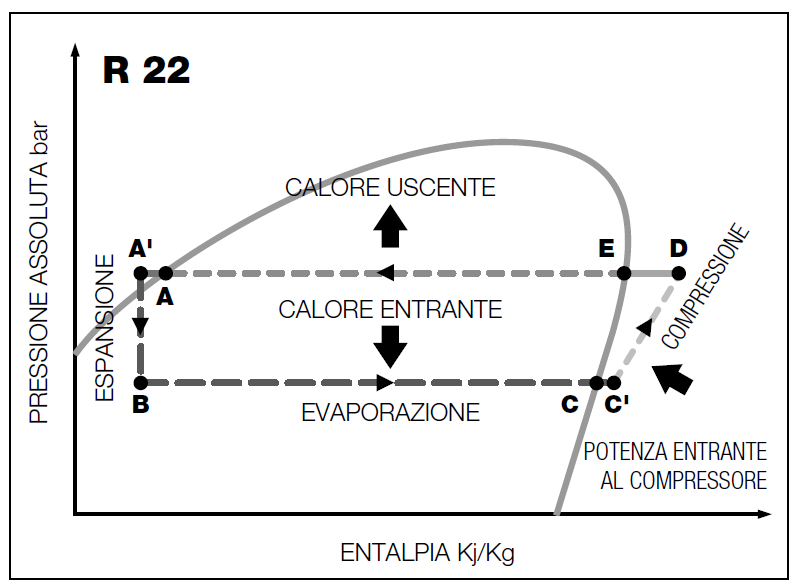 R 22
PRESSIONE ASSOLUTA bar
CALORE USCENTE
A'
A
E
D
ESPANSIONE
CALORE ENTRANTE
COMPRESSIONE
B
EVAPORAZIONE
C
C'
POTENZA ENTRANTE
AL COMPRESSORE
ENTALPIA Kj/Kg